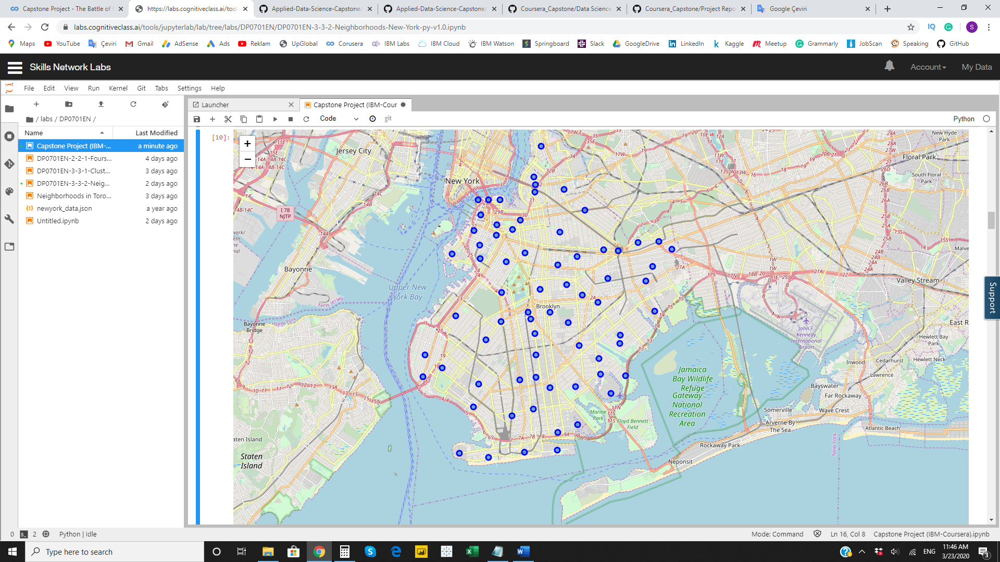 Capstone Project - The Battle of
https://labs.cognitiveclass.ai/tool
Applied-Data-Science-Capstone/
Applied-Data-Science-Capstone/
Coursera_Capstone/Data Science
Coursera_Capstone/Project Repo
Google Çeviri
labs.cognitiveclass.ai/tools/jupyterlab/lab/tree/labs/DP0701EN/DP0701EN-3-3-2-Neighborhoods-New-York-py-v1.0.ipynb
IQ
S
Maps YouTube Çeviri Gmail AdSense Ads Reklam UpGlobal Corusera IBM Labs IBM Cloud IBM Watson Springboard Slack GoogleDrive LinkedIn Kaggle Meetup Grammarly JobScan Speaking GitHub
Skills Network Labs
Account
My Data
File Edit View Run Kernel Git Tabs Settings Help
Launcher
Capstone Project (IBM-Cour
/ labs / DP0701EN /
Code
git
Python
Name Last Modified
Capstone Project (IBM-... a minute ago
DP0701EN-2-2-1-Fours... 4 days ago
DP0701EN-3-3-1-Clust... 3 days ago
DP0701EN-3-3-2-Neig... 2 days ago
Neighborhoods in Toro... 3 days ago
newyork_data.json a year ago
Untitled.ipynb 2 days ago
[10]:
+
−
Jersey City
New York
I 78
NJTP
Bayonne
Upper New
York Bay
New Jersey
New York
Bayonne
Bridge
Brooklyn
New Hyde
Park
Floral Park
South Floral
Park
Valley Stream
John F.
Kennedy
International
Airport
East R
Hewlett Bay
Park
Hewlett Neck
Inwood
Cedarhurst
Lawrence
Jamaica
Bay Wildlife
Refuge
Gateway
National
Recreation
Area
Bayswater
Far Rockaway
Somerville
Wave Crest
Arverne By
The Sea
Atlantic Beach
Marine
Park
Floyd Bennett
Field
Rockaway Park
Neponsit
New York
aten Island
Staten
Island
Support
0 2 Python | Idle
Mode: Command
Ln 16, Col 8
Capstone Project (IBM-Coursera).ipynb
Type here to search
ENG
11:46 AM
3/23/2020
3